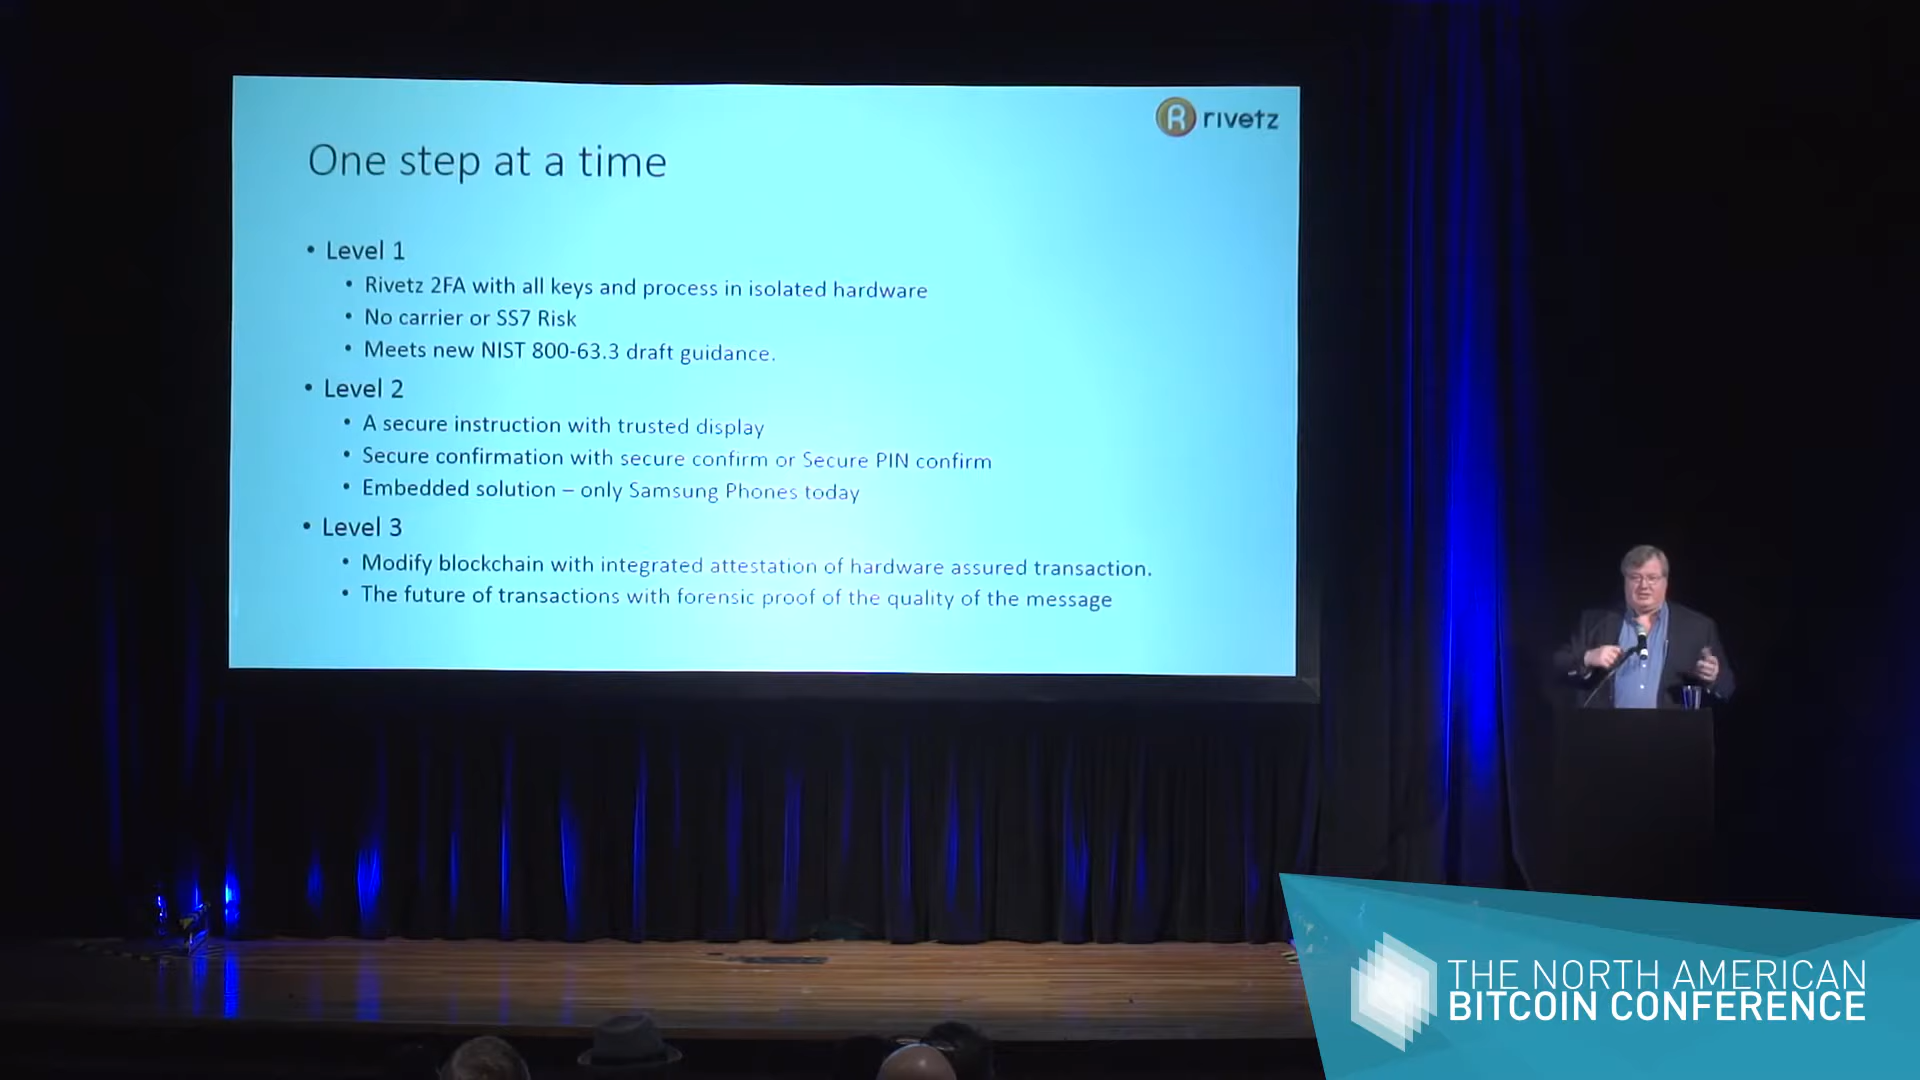 R rivetz
One step at a time
• Level 1
• Rivetz 2FA with all keys and process in isolated hardware
• No carrier or SS7 Risk
• Meets new NIST 800-63.3 draft guidance.
• Level 2
• A secure instruction with trusted display
• Secure confirmation with secure confirm or Secure PIN confirm
• Embedded solution – only Samsung Phones today
• Level 3
• Modify blockchain with integrated attestation of hardware assured transaction.
• The future of transactions with forensic proof of the quality of the message
THE NORTH AMERICAN
BITCOIN CONFERENCE